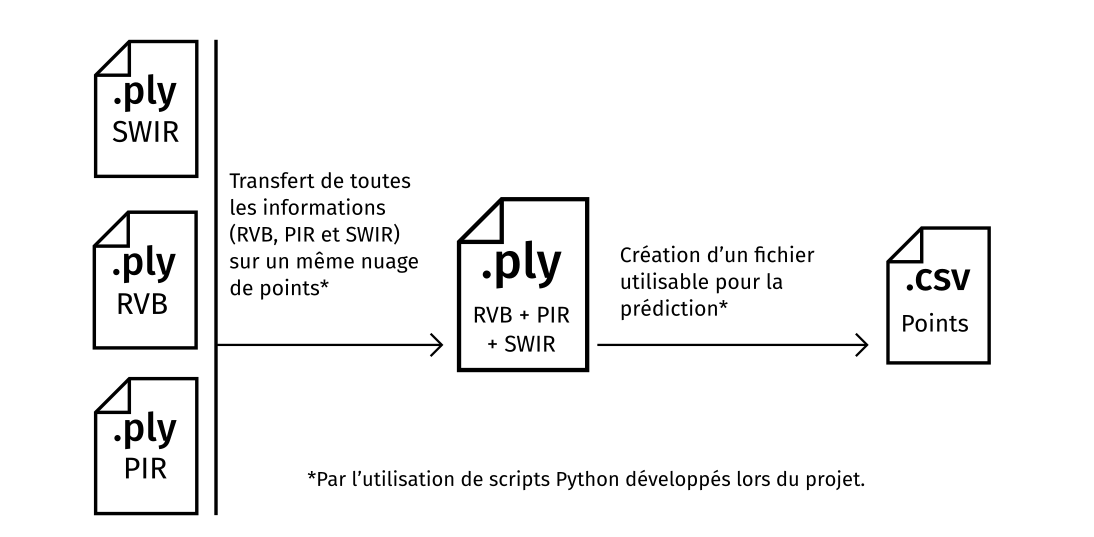 .ply
SWIR
.ply
RVB
.ply
PIR
Transfert de toutes
les informations
(RVB, PIR et SWIR)
sur un même nuage
de points*
.ply
RVB + PIR
+ SWIR
Création d’un fichier
utilisable pour la
prédiction*
.csv
Points
*Par l’utilisation de scripts Python développés lors du projet.